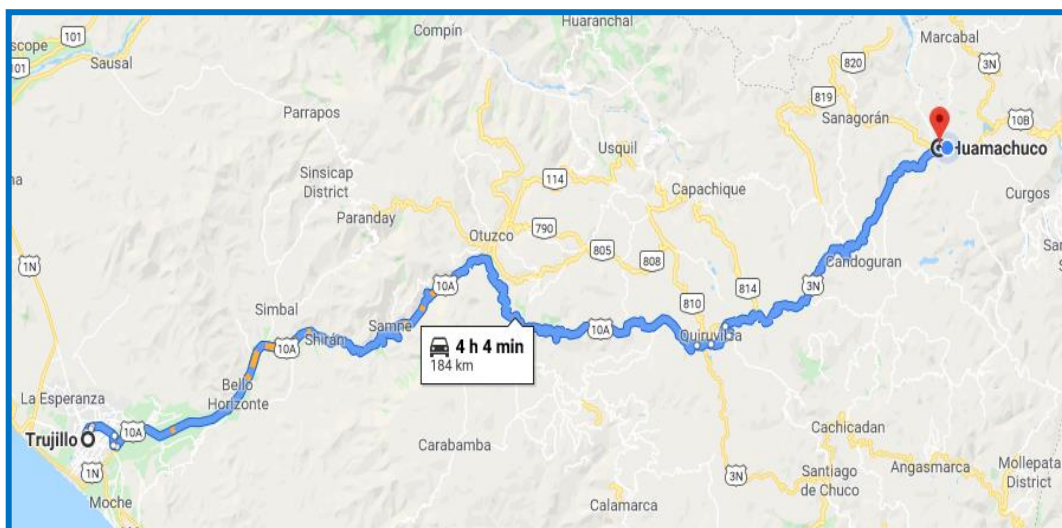 Compín
Huaranchal
Marcabal
101
scope
101
Sausal
820
3N
819
Sanagorán
10B
Parrapos
Huamachuco
Usquil
Sinsicap
District
114
Capachique
Curgos
Paranday
Otuzco
790
805
808
Candoguran
1N
10A
3N
Simbal
Samne
814
810
10A
Shirán
10A
4 h 4 min
184 km
Quiruvilca
Bello
Horizonte
La Esperanza
10A
Trujillo
1N
Moche
Carabamba
Cachicadan
3N
Santiago
de Chuco
Angasmarca
Mollepata
District
Calamarca